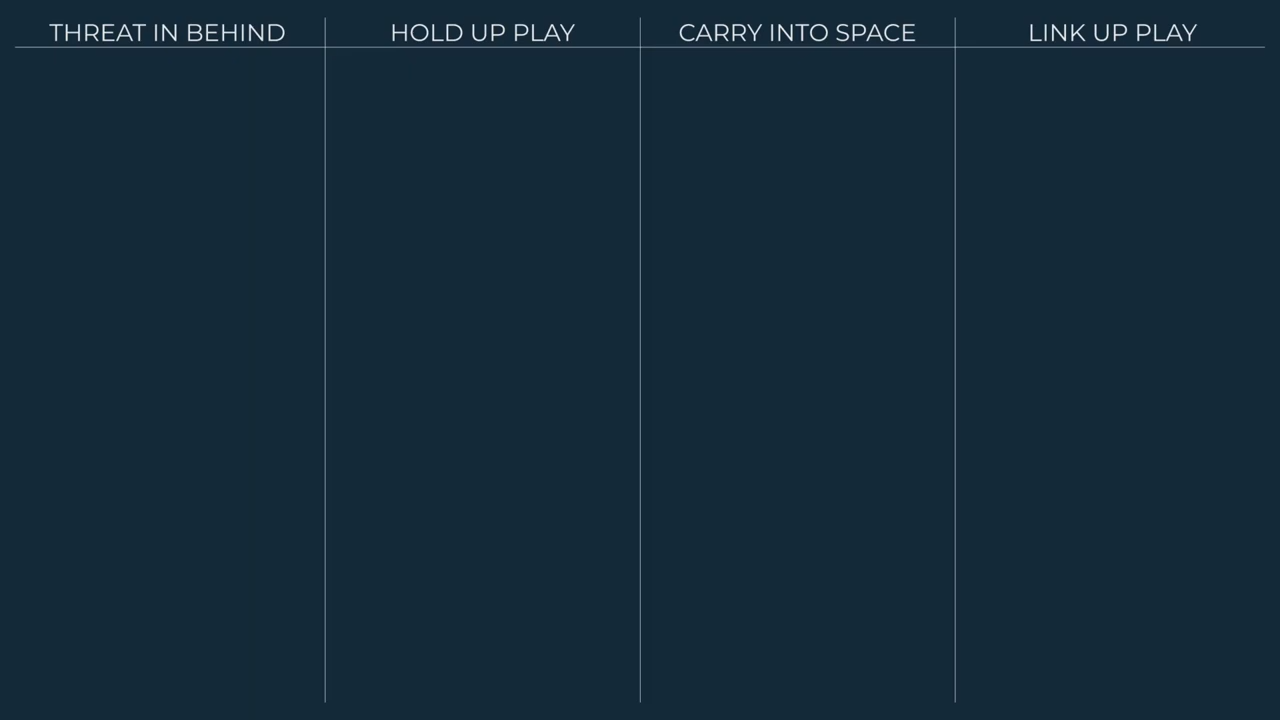 THREAT IN BEHIND
HOLD UP PLAY
CARRY INTO SPACE
LINK UP PLAY